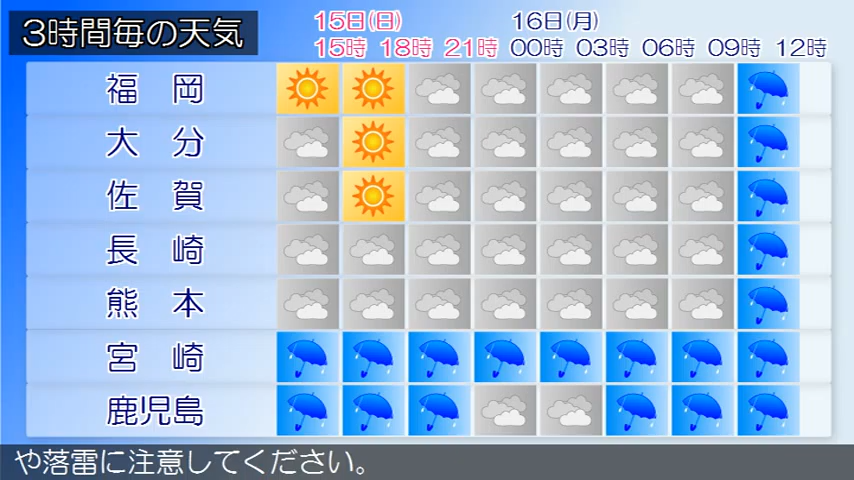 3時間毎の天気
15日(日) 16日(月)
15時 18時 21時 00時 03時 06時 09時 12時
福岡
大分
佐賀
長崎
熊本
宮崎
鹿児島
や落雷に注意してください。